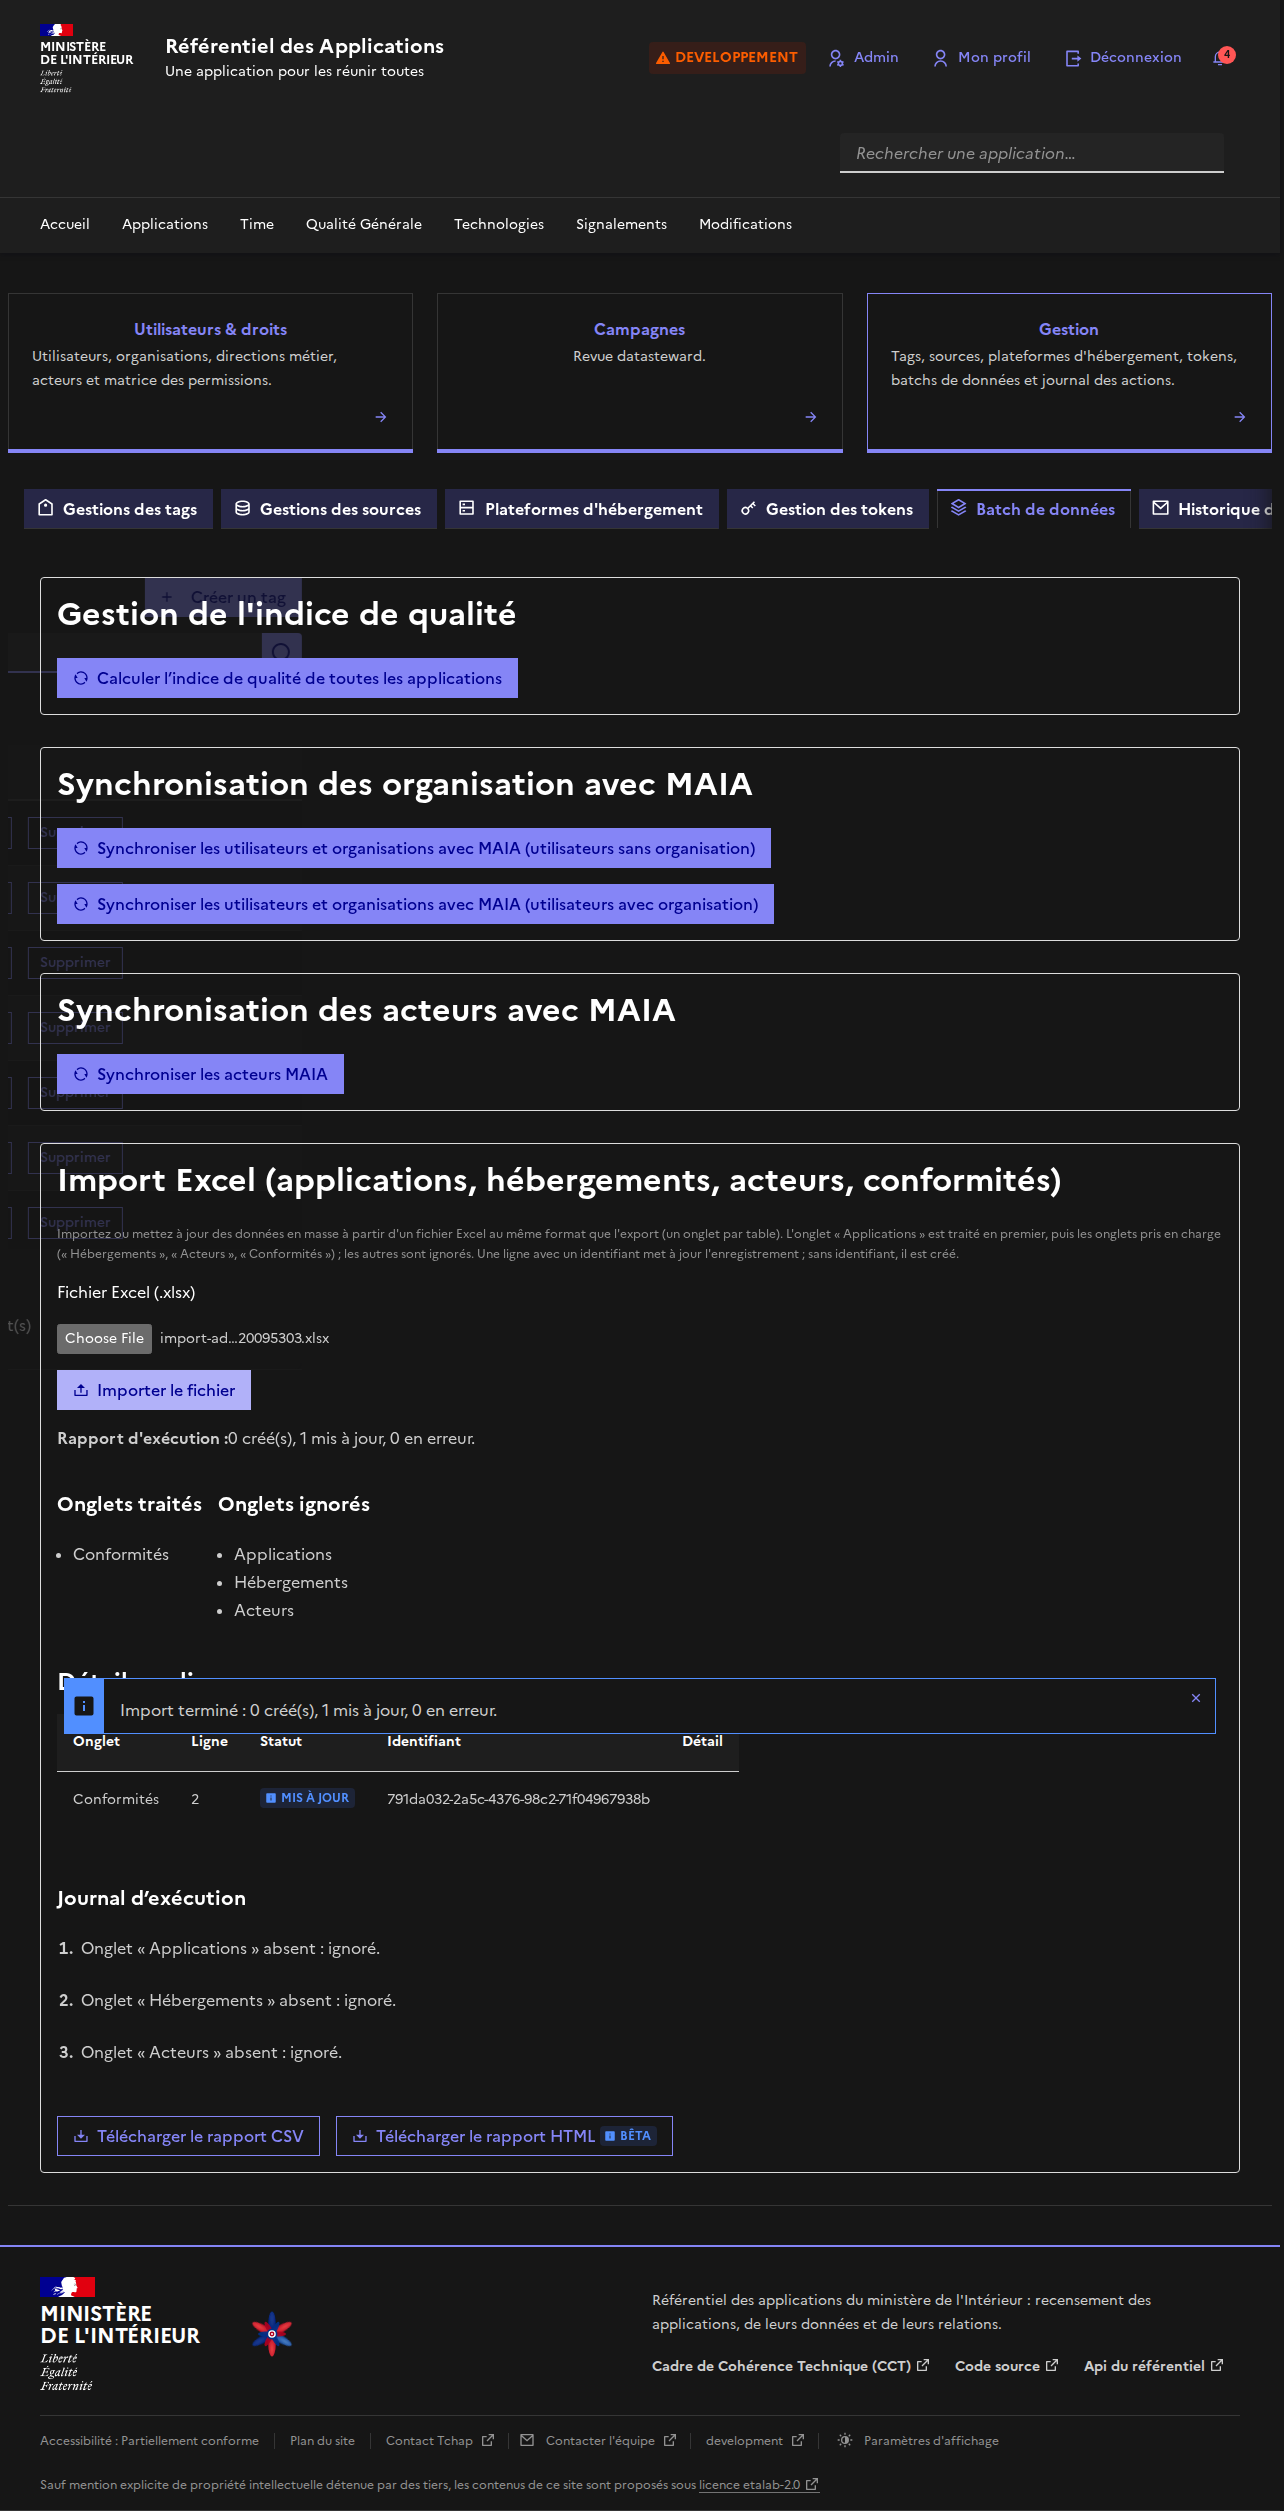 MINISTÈRE
DE L'INTÉRIEUR
Liberté
Égalité
Fraternité
Référentiel des Applications
Une application pour les réunir toutes
DEVELOPPEMENT
Admin
Mon profil
Déconnexion
4
Rechercher une application...
Accueil
Applications
Time
Qualité Générale
Technologies
Signalements
Modifications
Utilisateurs & droits
Utilisateurs, organisations, directions métier,
acteurs et matrice des permissions.
Campagnes
Revue datasteward.
Gestion
Tags, sources, plateformes d'hébergement, tokens,
batchs de données et journal des actions.
Gestions des tags
Gestions des sources
Plateformes d'hébergement
Gestion des tokens
Batch de données
Historique d
Créer un tag
Gestion de l'indice de qualité
Calculer l’indice de qualité de toutes les applications
Synchronisation des organisation avec MAIA
Synchroniser les utilisateurs et organisations avec MAIA (utilisateurs sans organisation)
Synchroniser les utilisateurs et organisations avec MAIA (utilisateurs avec organisation)
Supprimer
Synchronisation des acteurs avec MAIA
Supprimer
Synchroniser les acteurs MAIA
Supprimer
Supprimer
Import Excel (applications, hébergements, acteurs, conformités)
Supprimer
Importez ou mettez à jour des données en masse à partir d'un fichier Excel au même format que l'export (un onglet par table). L'onglet « Applications » est traité en premier, puis les onglets pris en charge
(« Hébergements », « Acteurs », « Conformités ») ; les autres sont ignorés. Une ligne avec un identifiant met à jour l'enregistrement ; sans identifiant, il est créé.
Fichier Excel (.xlsx)
t(s)
Choose File
import-ad...20095303.xlsx
Importer le fichier
Rapport d'exécution :0 créé(s), 1 mis à jour, 0 en erreur.
Onglets traités
Onglets ignorés
Conformités
Applications
Hébergements
Acteurs
Import terminé : 0 créé(s), 1 mis à jour, 0 en erreur.
Onglet
Ligne
Statut
Identifiant
Détail
Conformités
2
MIS À JOUR
791da032-2a5c-4376-98c2-71f04967938b
Journal d’exécution
1. Onglet « Applications » absent : ignoré.
2. Onglet « Hébergements » absent : ignoré.
3. Onglet « Acteurs » absent : ignoré.
Télécharger le rapport CSV
Télécharger le rapport HTML
BÊTA
MINISTÈRE
DE L'INTÉRIEUR
Liberté
Égalité
Fraternité
Référentiel des applications du ministère de l'Intérieur : recensement des
applications, de leurs données et de leurs relations.
Cadre de Cohérence Technique (CCT)
Code source
Api du référentiel
Accessibilité : Partiellement conforme
Plan du site
Contact Tchap
Contacter l'équipe
development
Paramètres d'affichage
Sauf mention explicite de propriété intellectuelle détenue par des tiers, les contenus de ce site sont proposés sous licence etalab-2.0